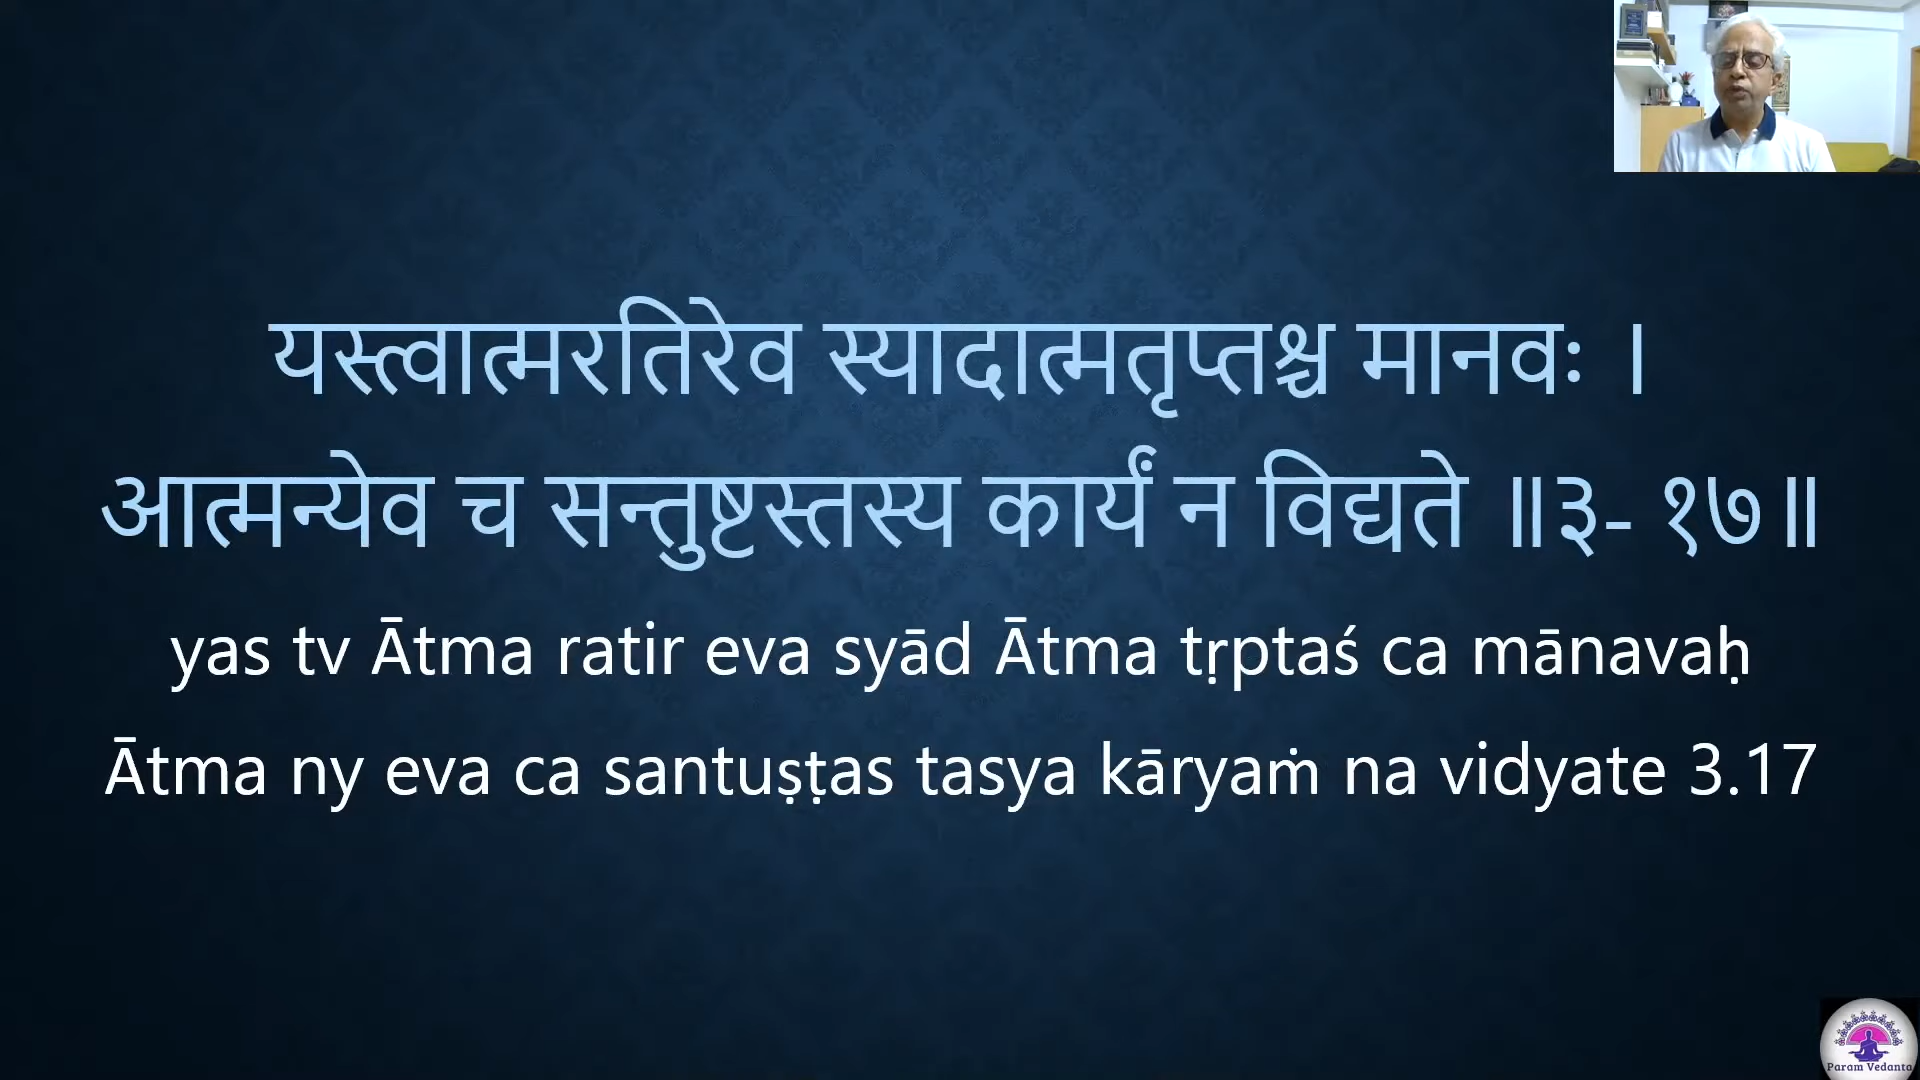 यस्त्वात्मरतिरेव स्यादात्मतृप्तश्च मानवः ।
आत्मन्येव च सन्तुष्टस्तस्य कार्यं न विद्यते ॥३- १७॥
yas tv Ātma ratir eva syād Ātma tṛptaś ca mānavaḥ
Ātma ny eva ca santuṣṭas tasya kāryaṁ na vidyate 3.17
Param Vedanta